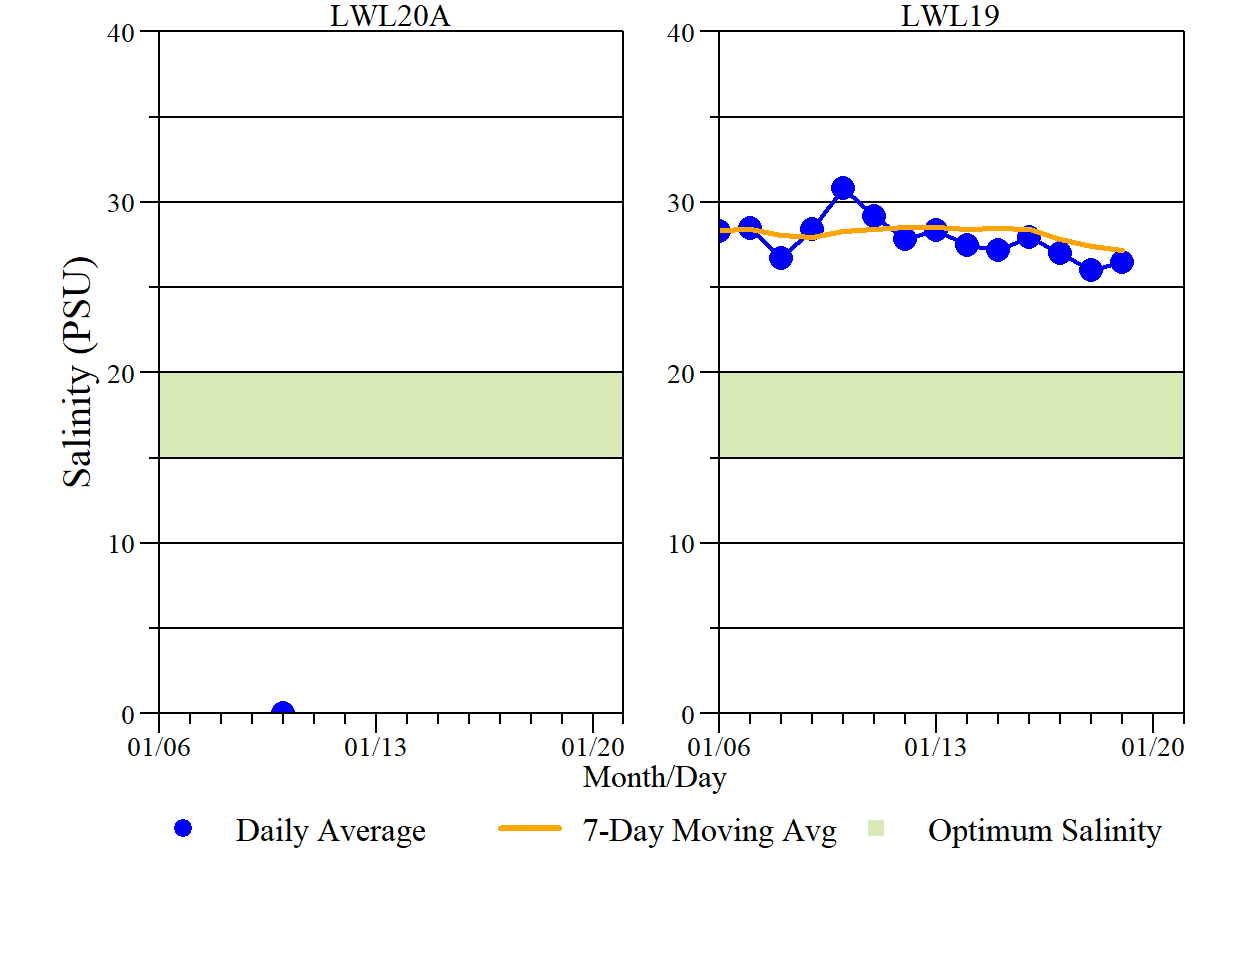 LWL20A
LWL19
Salinity (PSU)
40
30
20
10
0
01/06
01/13
01/20
40
30
20
10
0
01/06
01/13
01/20
Month/Day
Daily Average
7-Day Moving Avg
Optimum Salinity